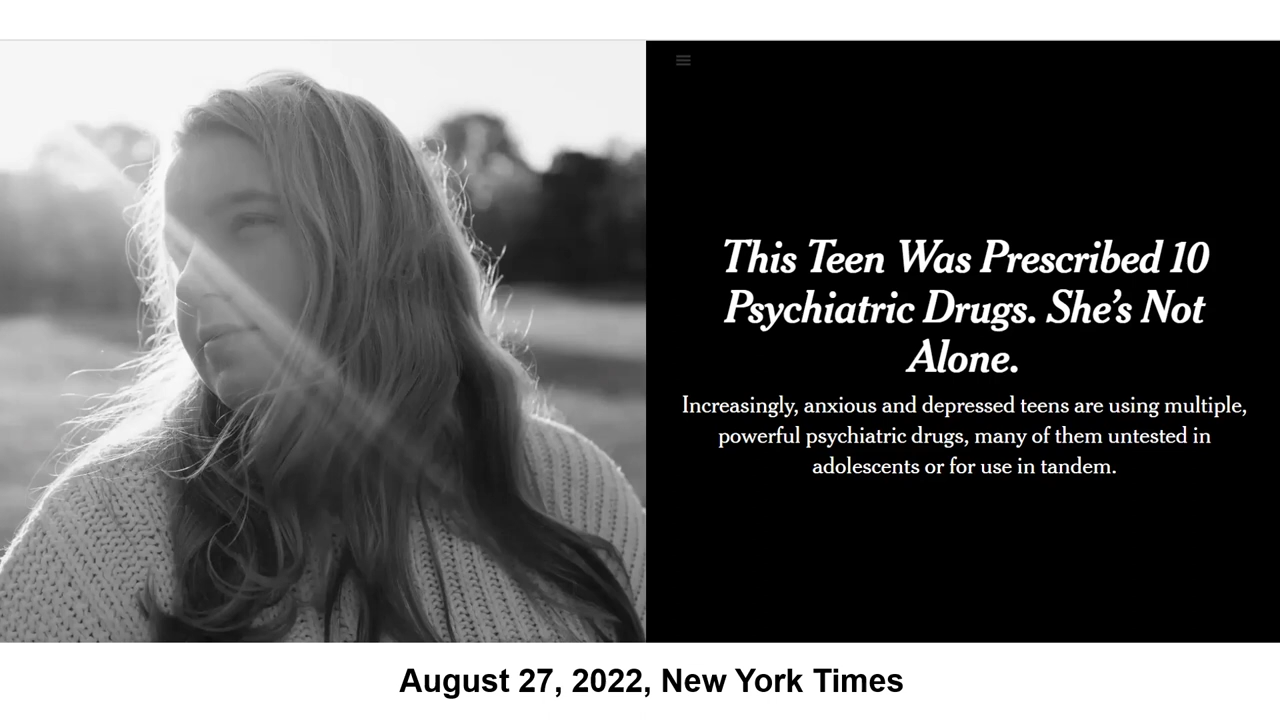 This Teen Was Prescribed 10
Psychiatric Drugs. She’s Not
Alone.
Increasingly, anxious and depressed teens are using multiple,
powerful psychiatric drugs, many of them untested in
adolescents or for use in tandem.
August 27, 2022, New York Times